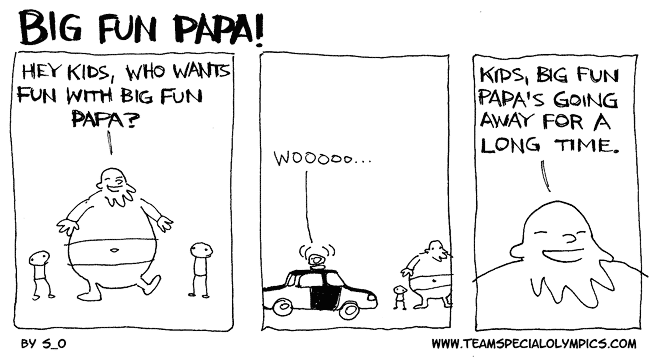 BIG FUN PAPA!
HEY KIDS, WHO WANTS
FUN WITH BIG FUN
PAPA?
WOOOOO...
KIDS, BIG FUN
PAPA'S GOING
AWAY FOR A
LONG TIME.
BY S_O
WWW.TEAMSPECIALOLYMPICS.COM